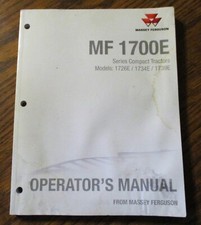 MASSEY FERGUSON
MF 1700E
Series Compact Tractors
Models: 1726E / 1734E / 1739E
OPERATOR'S MANUAL
FROM MASSEY FERGUSON